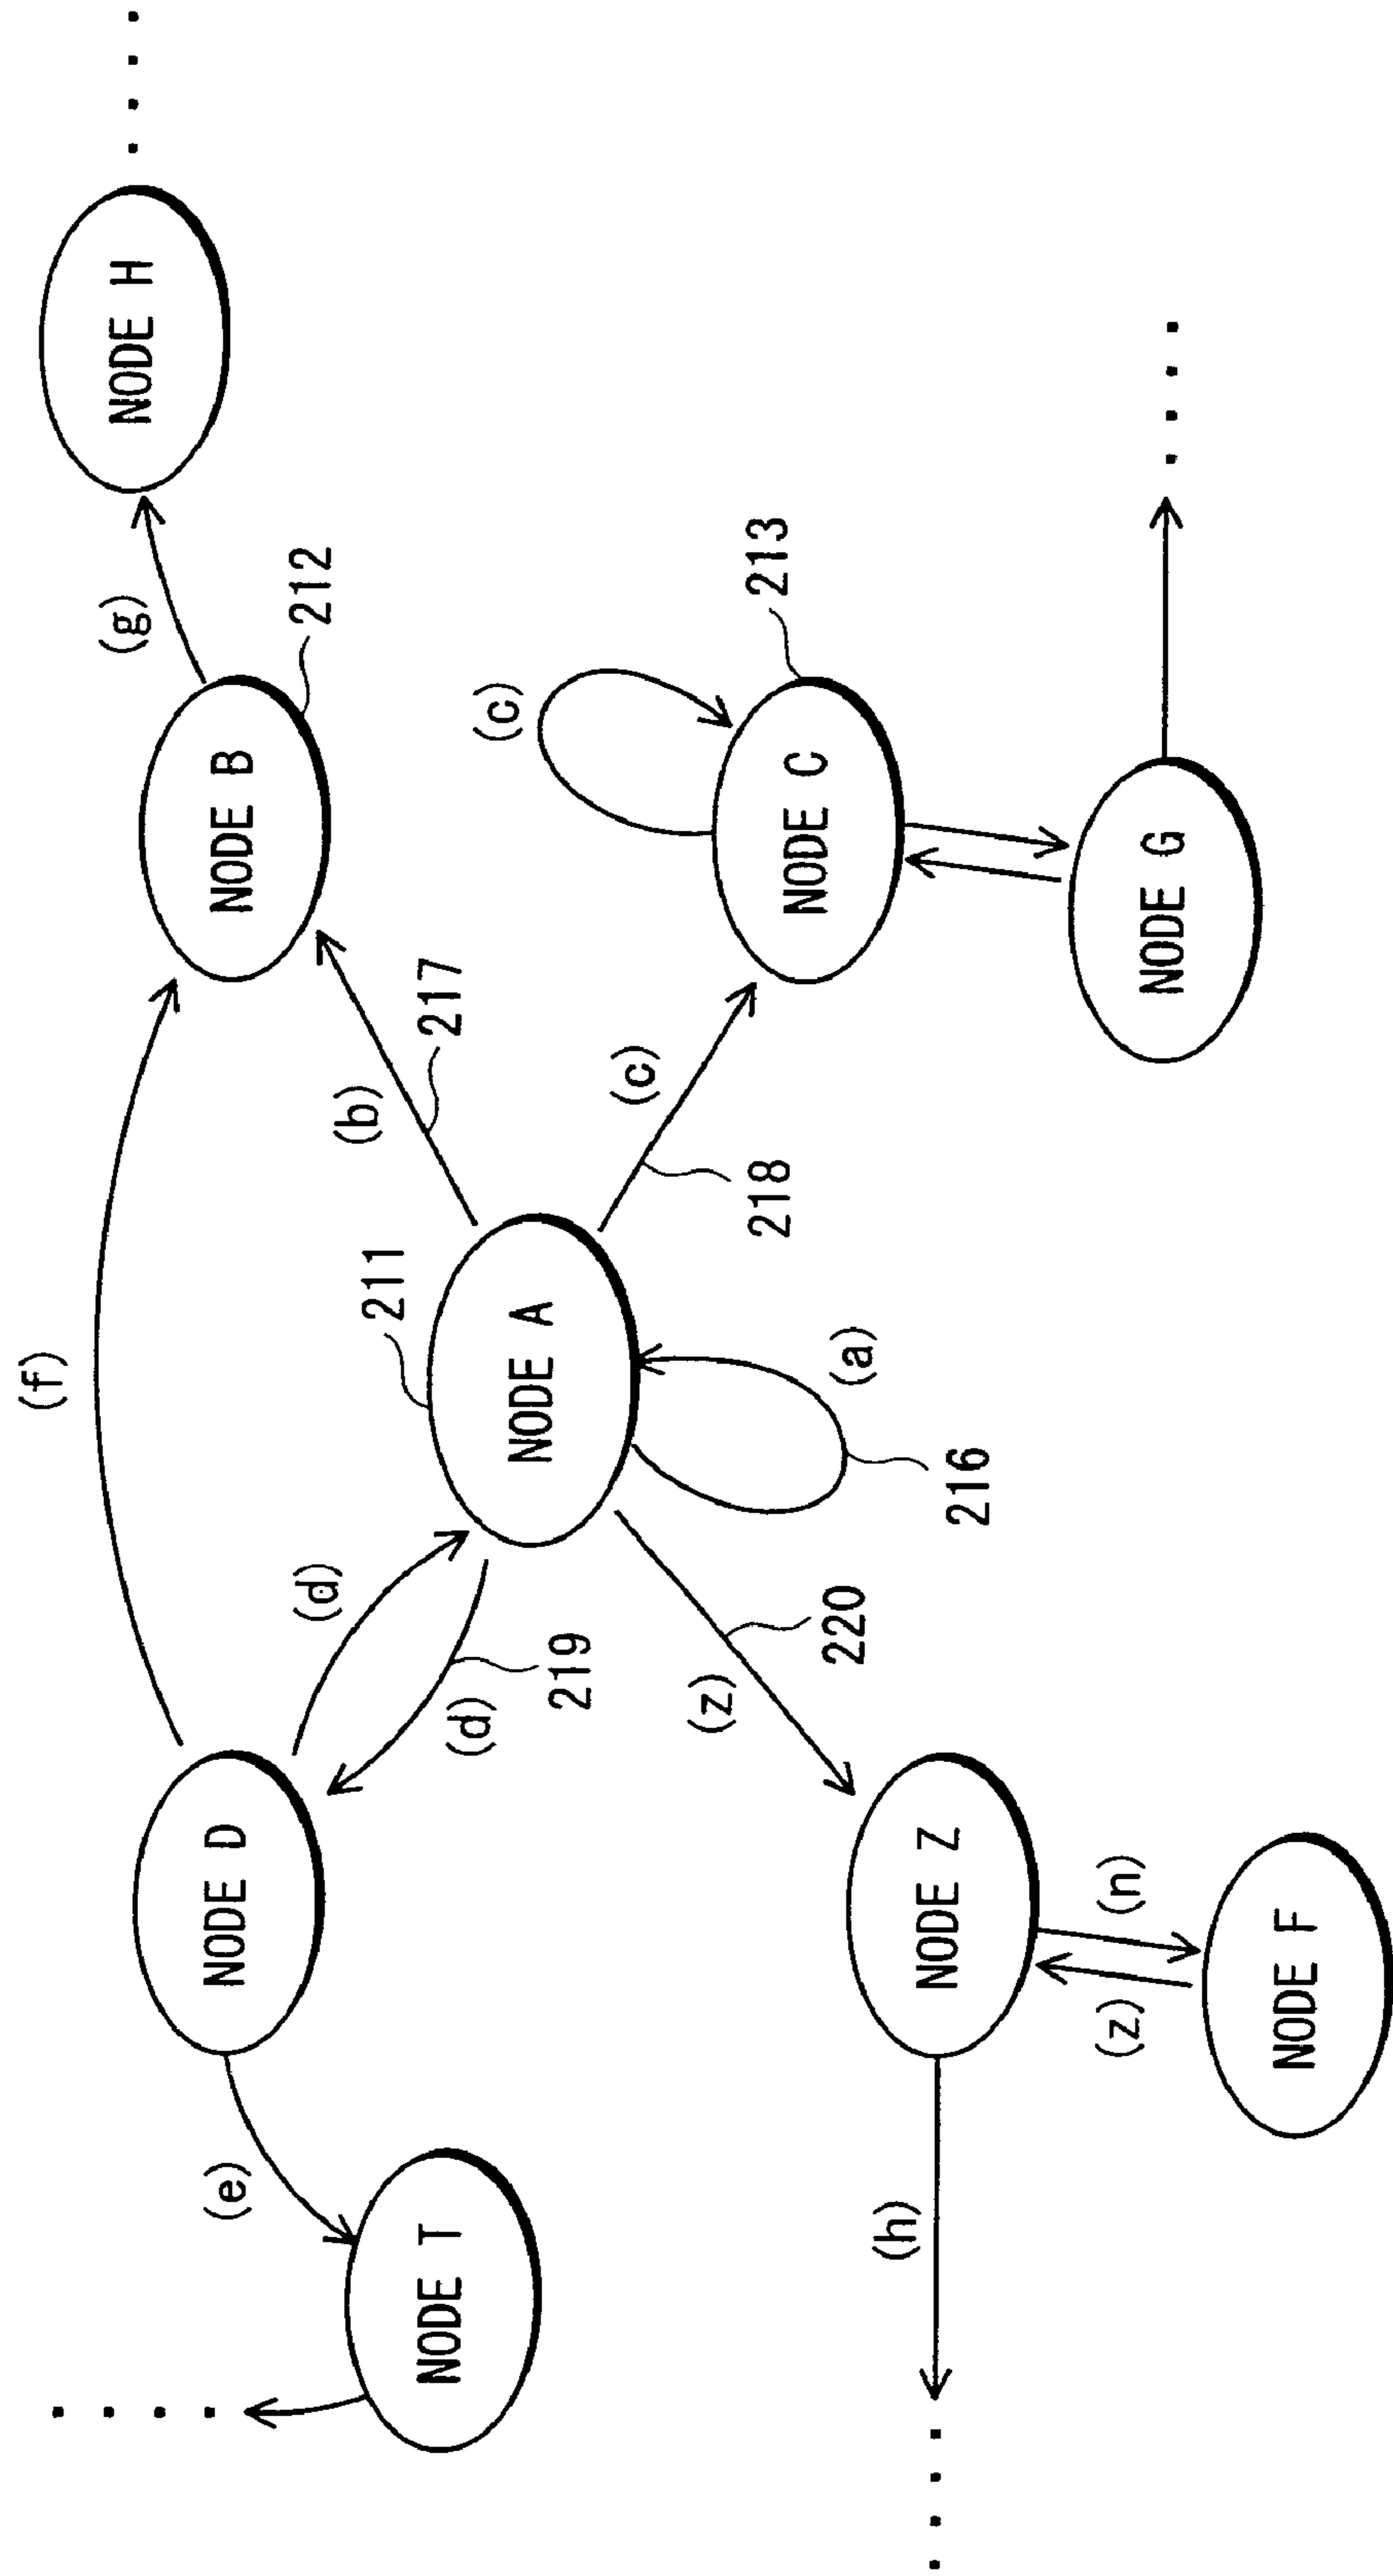 (f)
(g)
NODE H
NODE D
(d)
(b)
217
NODE B
212
(e)
(d)
219
211
NODE T
NODE A
(c)
(c)
213
218
NODE C
(z)
220
(a)
216
(h)
NODE Z
NODE G
(z)
(n)
NODE F